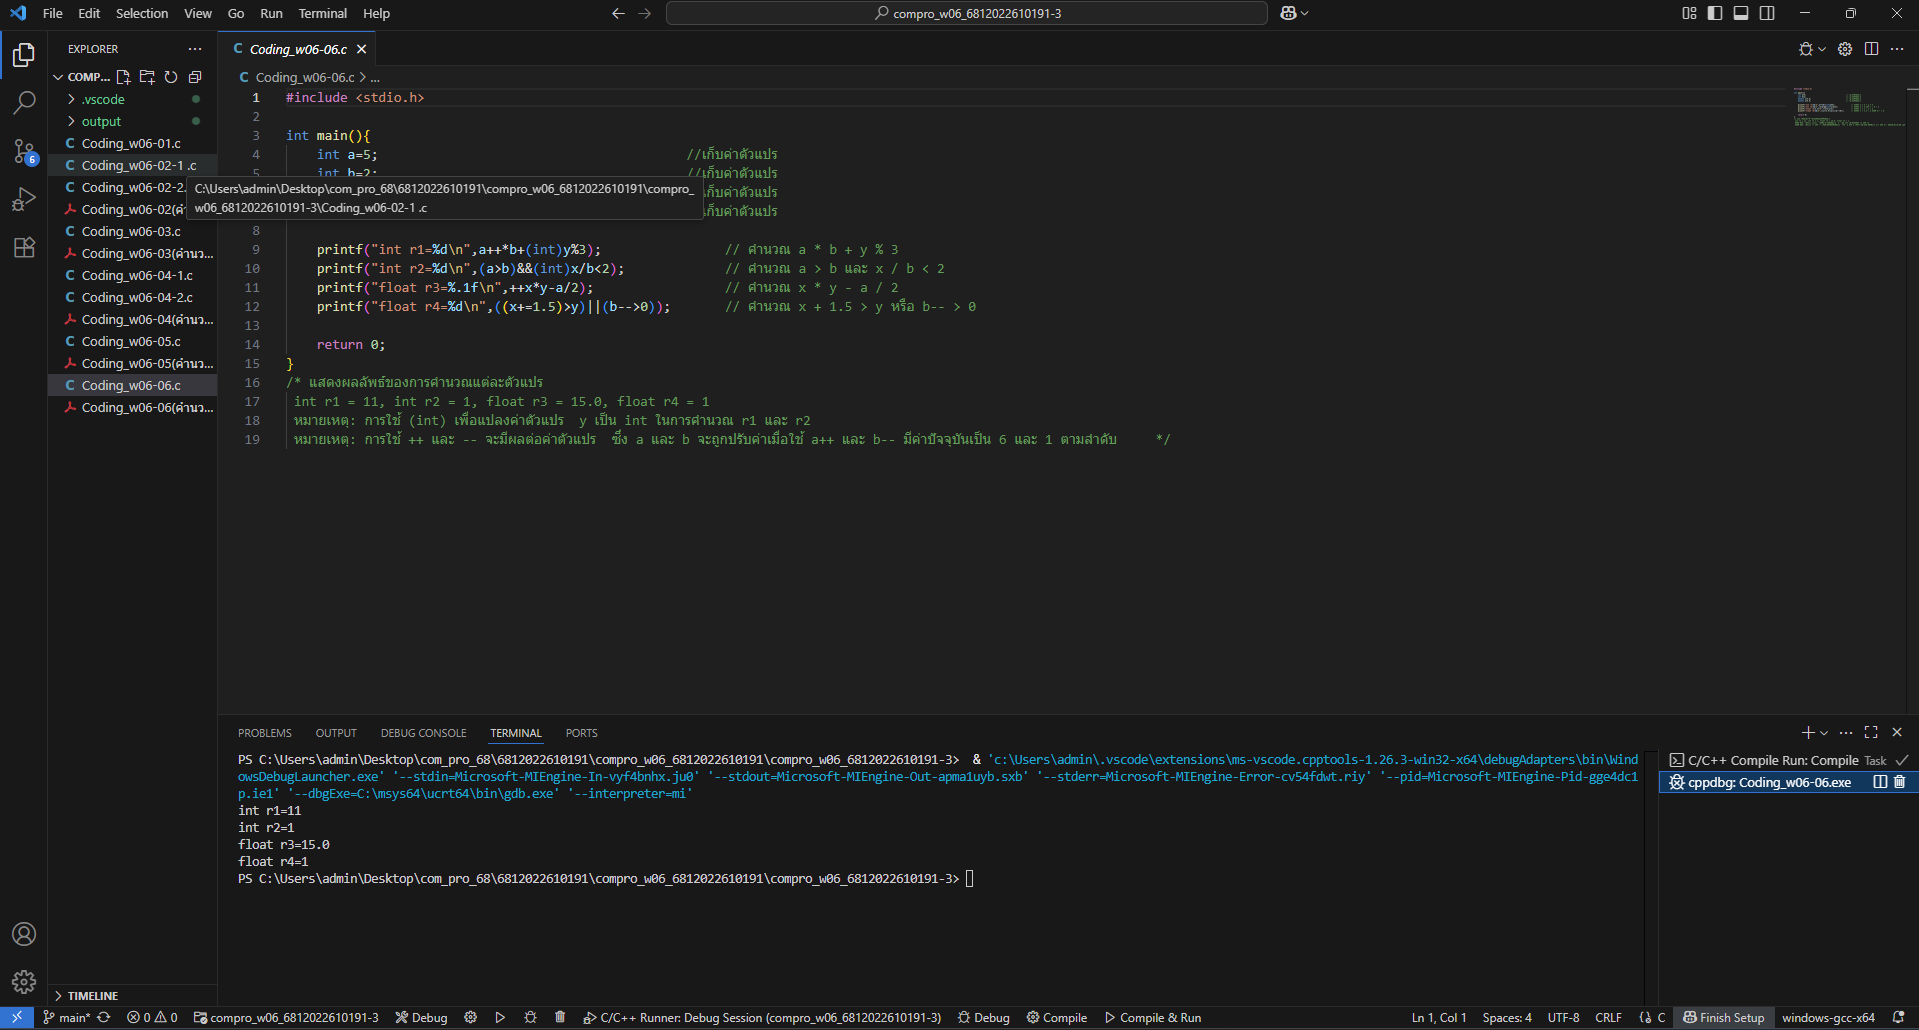 File Edit Selection View Go Run Terminal Help
compro_w06_6812022610191-3
EXPLORER
COMP...
.vscode
output
Coding_w06-01.c
Coding_w06-02-1 .c
Coding_w06-02-2.
Coding_w06-02(คำ
Coding_w06-03.c
Coding_w06-03(คำนว...
Coding_w06-04-1.c
Coding_w06-04-2.c
Coding_w06-04(คำนว...
Coding_w06-05.c
Coding_w06-05(คำนว...
Coding_w06-06.c
Coding_w06-06(คำนว...
TIMELINE
6
Coding_w06-06.c
Coding_w06-06.c > ...
1 #include <stdio.h>
2
3 int main(){
4 int a=5; //เก็บค่าตัวแปร
5 int b=2; //เก็บค่าตัวแปร
C:\Users\admin\Desktop\com_pro_68\6812022610191\compro_w06_6812022610191\compro_
w06_6812022610191-3\Coding_w06-02-1 .c
เก็บค่าตัวแปร
เก็บค่าตัวแปร
8
9 printf("int r1=%d\n",a++*b+(int)y%3); // คำนวณ a * b + y % 3
10 printf("int r2=%d\n",(a>b)&&(int)x/b<2); // คำนวณ a > b และ x / b < 2
11 printf("float r3=%.1f\n",++x*y-a/2); // คำนวณ x * y - a / 2
12 printf("float r4=%d\n",((x+=1.5)>y)||(b-->0)); // คำนวณ x + 1.5 > y หรือ b-- > 0
13
14 return 0;
15 }
16 /* แสดงผลลัพธ์ของการคำนวณแต่ละตัวแปร
17 int r1 = 11, int r2 = 1, float r3 = 15.0, float r4 = 1
18 หมายเหตุ: การใช้ (int) เพื่อแปลงค่าตัวแปร y เป็น int ในการคำนวณ r1 และ r2
19 หมายเหตุ: การใช้ ++ และ -- จะมีผลต่อค่าตัวแปร ซึ่ง a และ b จะถูกปรับค่าเมื่อใช้ a++ และ b-- มีค่าปัจจุบันเป็น 6 และ 1 ตามลำดับ */
PROBLEMS OUTPUT DEBUG CONSOLE TERMINAL PORTS
PS C:\Users\admin\Desktop\com_pro_68\6812022610191\compro_w06_6812022610191\compro_w06_6812022610191-3> & 'c:\Users\admin\.vscode\extensions\ms-vscode.cpptools-1.26.3-win32-x64\debugAdapters\bin\Wind
owsDebugLauncher.exe' '--stdin=Microsoft-MIEngine-In-vyf4bnhx.ju0' '--stdout=Microsoft-MIEngine-Out-apma1uyb.sxb' '--stderr=Microsoft-MIEngine-Error-cv54fdwt.riy' '--pid=Microsoft-MIEngine-Pid-gge4dc1
p.ie1' '--dbgExe=C:\msys64\ucrt64\bin\gdb.exe' '--interpreter=mi'
int r1=11
int r2=1
float r3=15.0
float r4=1
PS C:\Users\admin\Desktop\com_pro_68\6812022610191\compro_w06_6812022610191\compro_w06_6812022610191-3>
C/C++ Compile Run: Compile Task
cppdbg: Coding_w06-06.exe
main* 0 0 compro_w06_6812022610191-3 Debug C/C++ Runner: Debug Session (compro_w06_6812022610191-3) Debug Compile Compile & Run Ln 1, Col 1 Spaces: 4 UTF-8 CRLF {} C Finish Setup windows-gcc-x64